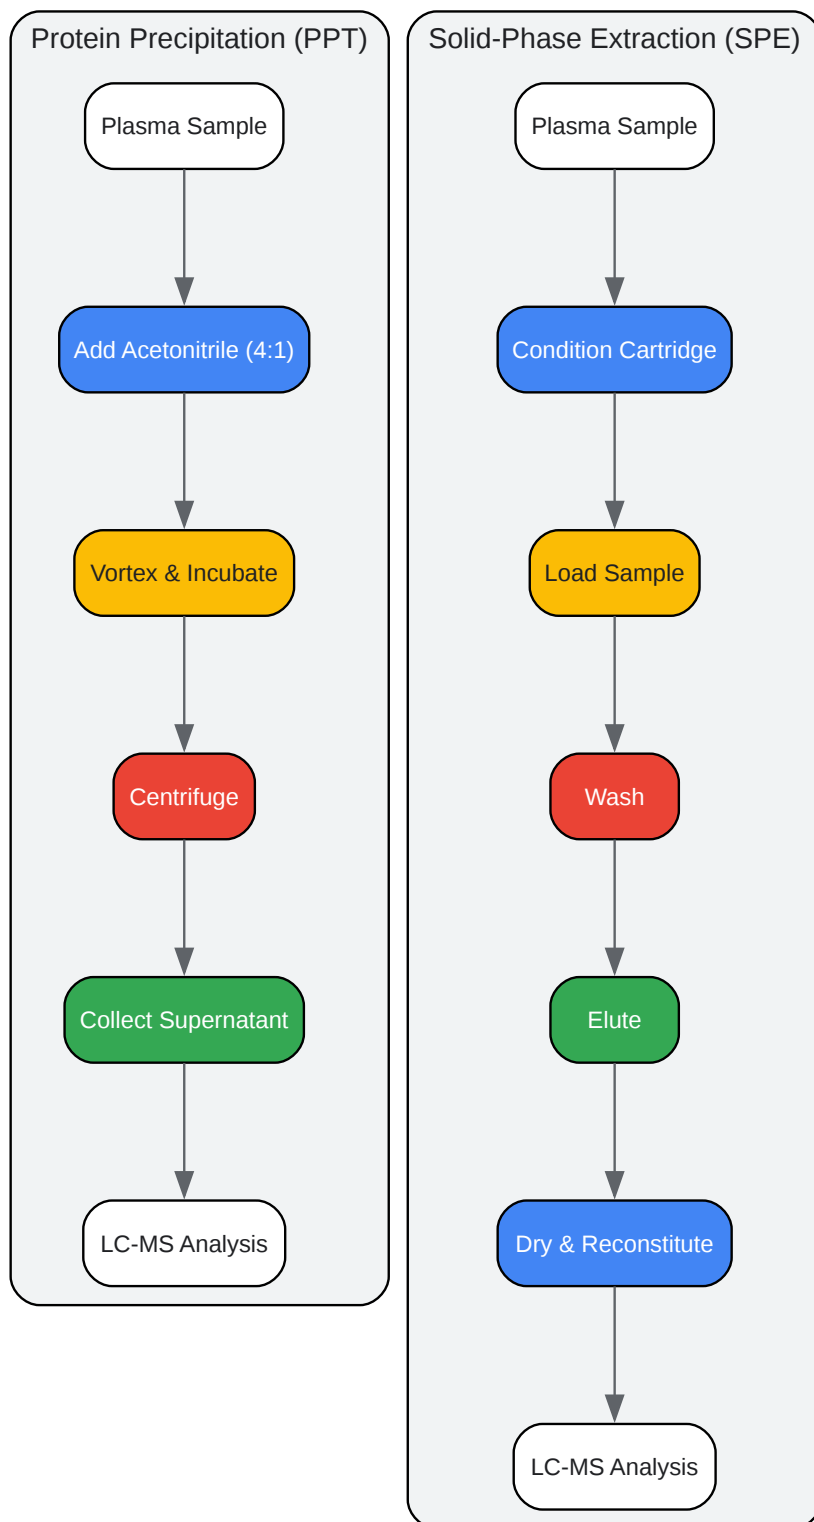 Protein Precipitation (PPT)
Plasma Sample
Add Acetonitrile (4:1)
Vortex & Incubate
Centrifuge
Collect Supernatant
LC-MS Analysis
Solid-Phase Extraction (SPE)
Plasma Sample
Condition Cartridge
Load Sample
Wash
Elute
Dry & Reconstitute
LC-MS Analysis